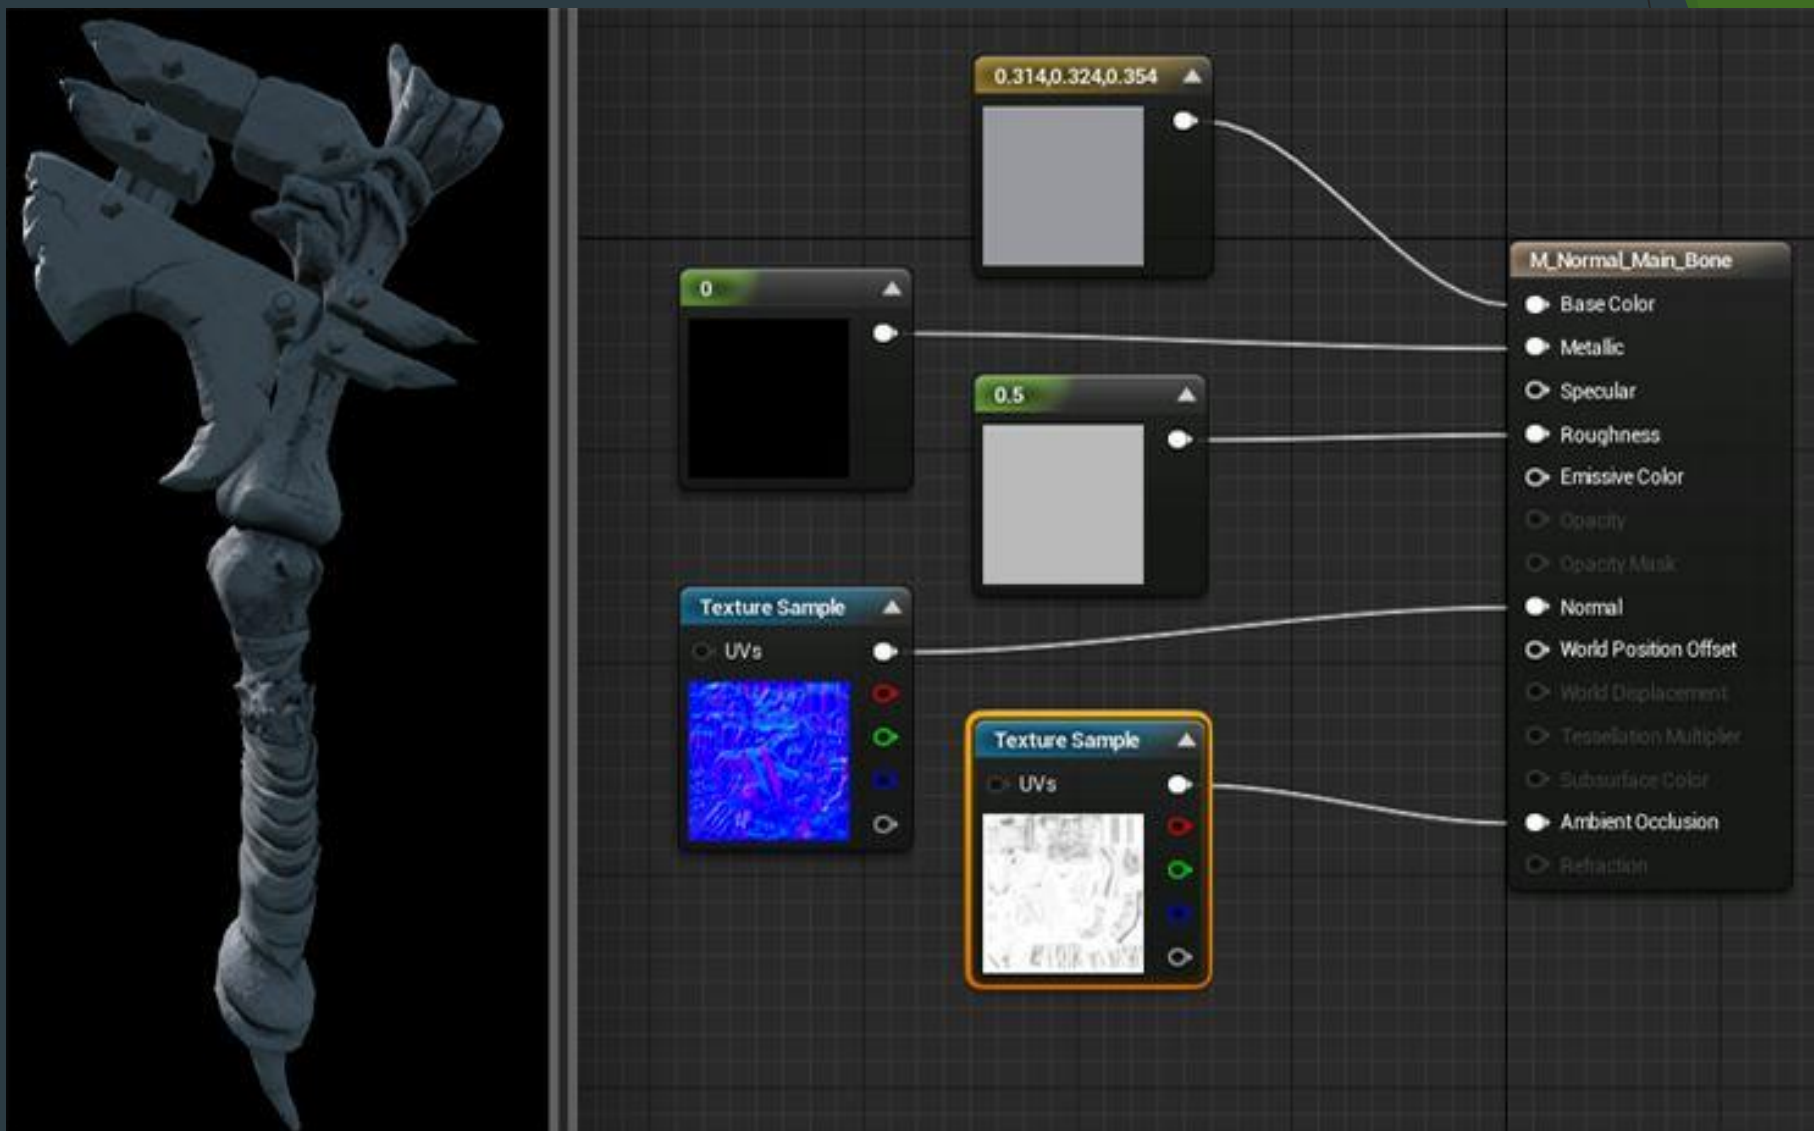 0.314,0.324,0.354
0
0.5
Texture Sample
UVs
Texture Sample
UVs
M_Normal_Main_Bone
Base Color
Metallic
Specular
Roughness
Emissive Color
Opacity
Opacity Mask
Normal
World Position Offset
World Displacement
Tessellation Multiplier
Subsurface Color
Ambient Occlusion
Refraction